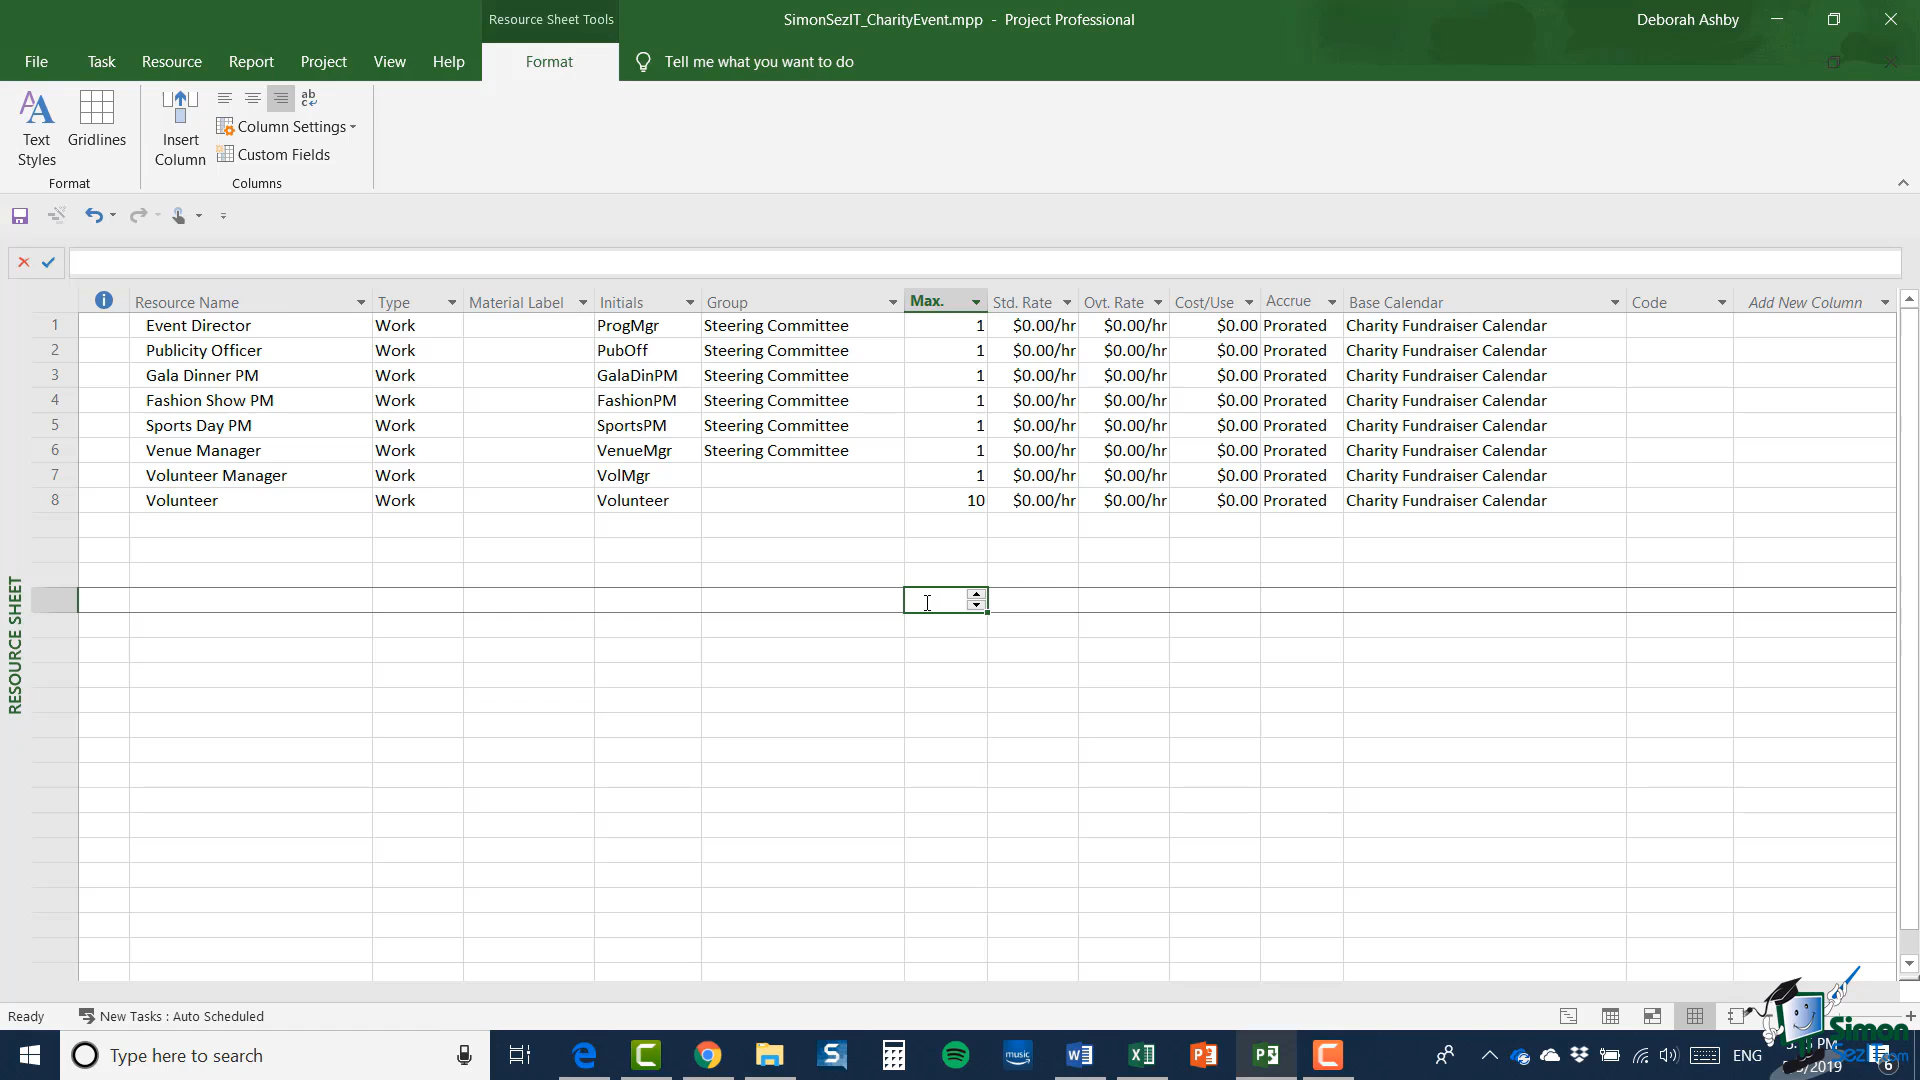 Resource Sheet Tools
SimonSezIT_CharityEvent.mpp - Project Professional
Deborah Ashby
File Task Resource Report Project View Help Format Tell me what you want to do
Text Styles
Gridlines
Insert Column
Column Settings
Custom Fields
Format
Columns
Resource Name Type Material Label Initials Group Max. Std. Rate Ovt. Rate Cost/Use Accrue Base Calendar Code Add New Column
1 Event Director Work ProgMgr Steering Committee 1 $0.00/hr $0.00/hr $0.00 Prorated Charity Fundraiser Calendar
2 Publicity Officer Work PubOff Steering Committee 1 $0.00/hr $0.00/hr $0.00 Prorated Charity Fundraiser Calendar
3 Gala Dinner PM Work GalaDinPM Steering Committee 1 $0.00/hr $0.00/hr $0.00 Prorated Charity Fundraiser Calendar
4 Fashion Show PM Work FashionPM Steering Committee 1 $0.00/hr $0.00/hr $0.00 Prorated Charity Fundraiser Calendar
5 Sports Day PM Work SportsPM Steering Committee 1 $0.00/hr $0.00/hr $0.00 Prorated Charity Fundraiser Calendar
6 Venue Manager Work VenueMgr Steering Committee 1 $0.00/hr $0.00/hr $0.00 Prorated Charity Fundraiser Calendar
7 Volunteer Manager Work VolMgr 1 $0.00/hr $0.00/hr $0.00 Prorated Charity Fundraiser Calendar
8 Volunteer Work Volunteer 10 $0.00/hr $0.00/hr $0.00 Prorated Charity Fundraiser Calendar
RESOURCE SHEET
Ready New Tasks : Auto Scheduled
Type here to search
music
ENG
PM
/2019
6
Simon
SezIT.com